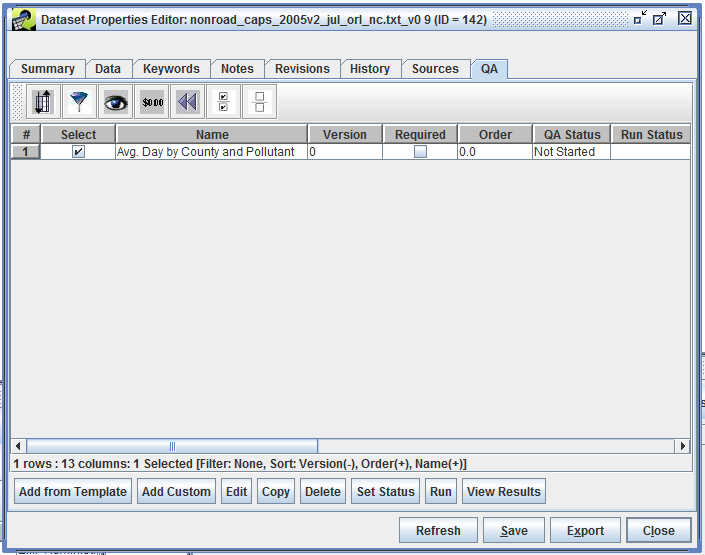 Dataset Properties Editor: nonroad_caps_2005v2_jul_orl_nc.txt_v0 9 (ID = 142)
Summary Data Keywords Notes Revisions History Sources QA
$0.00
# Select Name Version Required Order QA Status Run Status
1 Avg. Day by County and Pollutant 0 0.0 Not Started
1 rows : 13 columns: 1 Selected [Filter: None, Sort: Version(-), Order(+), Name(+)]
Add from Template Add Custom Edit Copy Delete Set Status Run View Results
Refresh Save Export Close